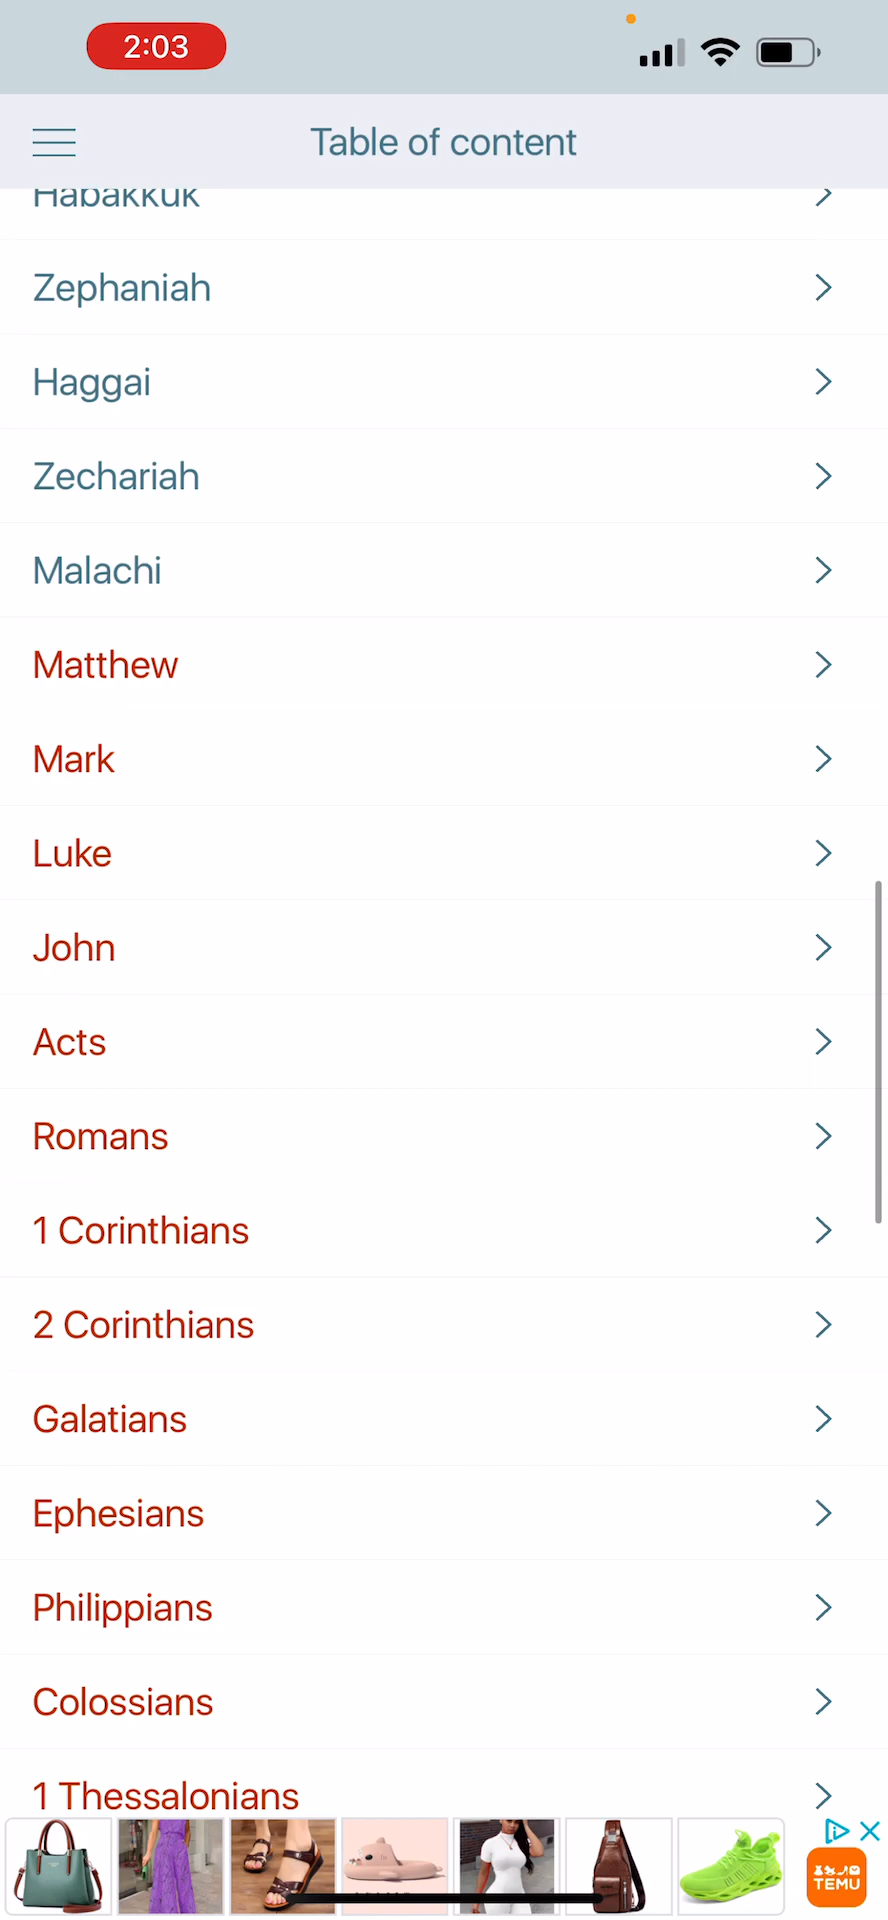 2:03
Table of content
Habakkuk
Zephaniah
Haggai
Zechariah
Malachi
Matthew
Mark
Luke
John
Acts
Romans
1 Corinthians
2 Corinthians
Galatians
Ephesians
Philippians
Colossians
1 Thessalonians
TEMU